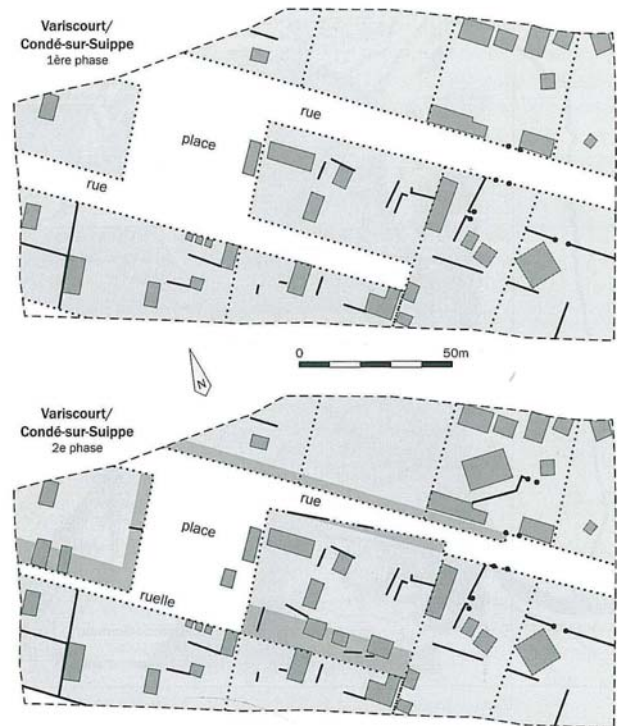 Variscourt/
Condé-sur-Suippe
1ère phase
rue
place
rue
0 50m
N
Variscourt/
Condé-sur-Suippe
2e phase
rue
place
ruelle